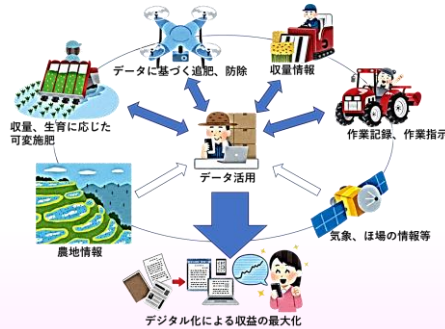 データに基づく追肥、防除
収量情報
収量、生育に応じた
可変施肥
作業記録、作業指示
データ活用
農地情報
気象、ほ場の情報等
デジタル化による収益の最大化